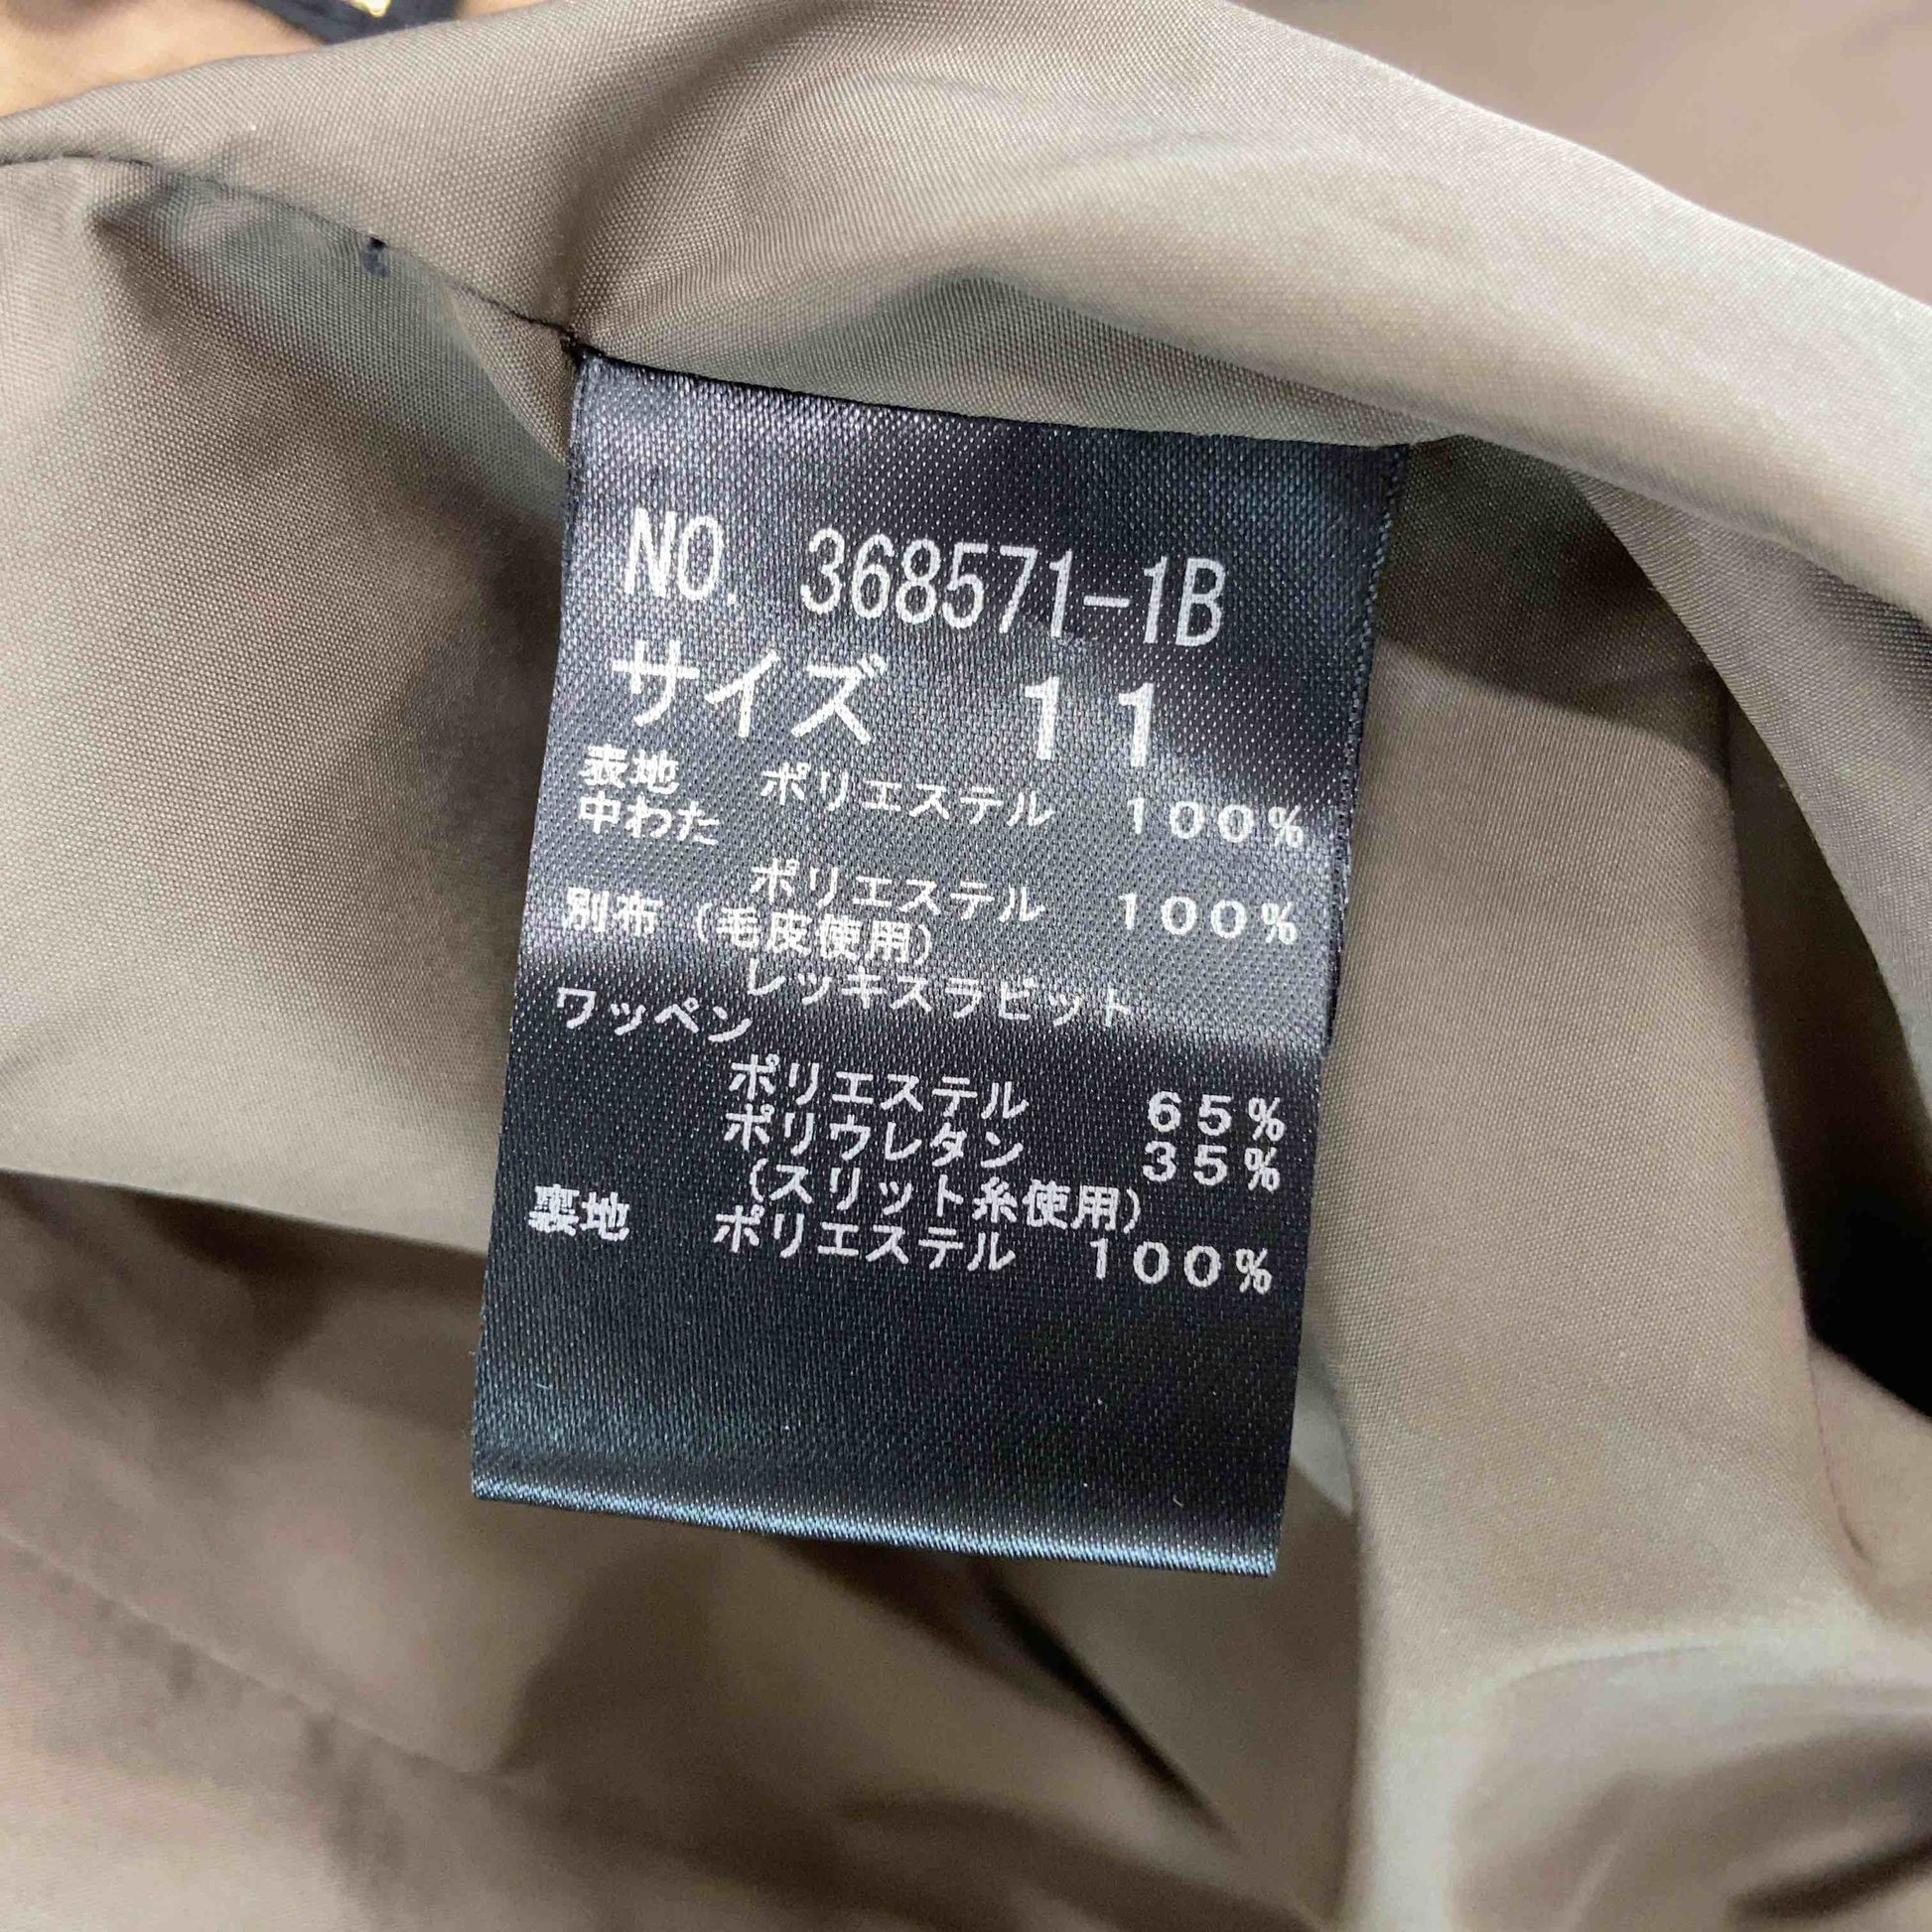 NO. 368571-1B
サイズ 11
表地 ポリエステル 100%
中わた
ポリエステル 100%
別布(毛皮使用)
レッキスラビット
ワッペン
ポリエステル 65%
ポリウレタン 35%
(スリット糸使用)
裏地 ポリエステル 100%